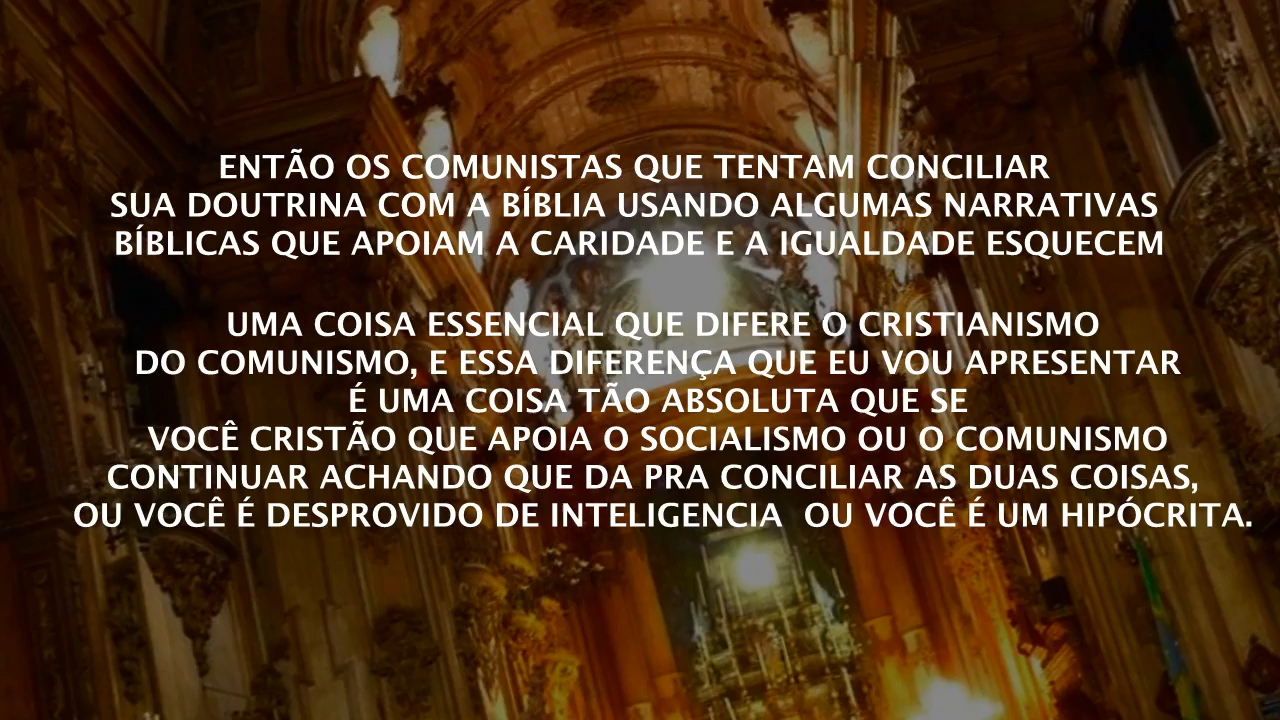 ENTÃO OS COMUNISTAS QUE TENTAM CONCILIAR
SUA DOUTRINA COM A BÍBLIA USANDO ALGUMAS NARRATIVAS
BÍBLICAS QUE APOIAM A CARIDADE E A IGUALDADE ESQUECEM
UMA COISA ESSENCIAL QUE DIFERE O CRISTIANISMO
DO COMUNISMO, E ESSA DIFERENÇA QUE EU VOU APRESENTAR
É UMA COISA TÃO ABSOLUTA QUE SE
VOCÊ CRISTÃO QUE APOIA O SOCIALISMO OU O COMUNISMO
CONTINUAR ACHANDO QUE DA PRA CONCILIAR AS DUAS COISAS,
OU VOCÊ É DESPROVIDO DE INTELIGENCIA  OU VOCÊ É UM HIPÓCRITA.